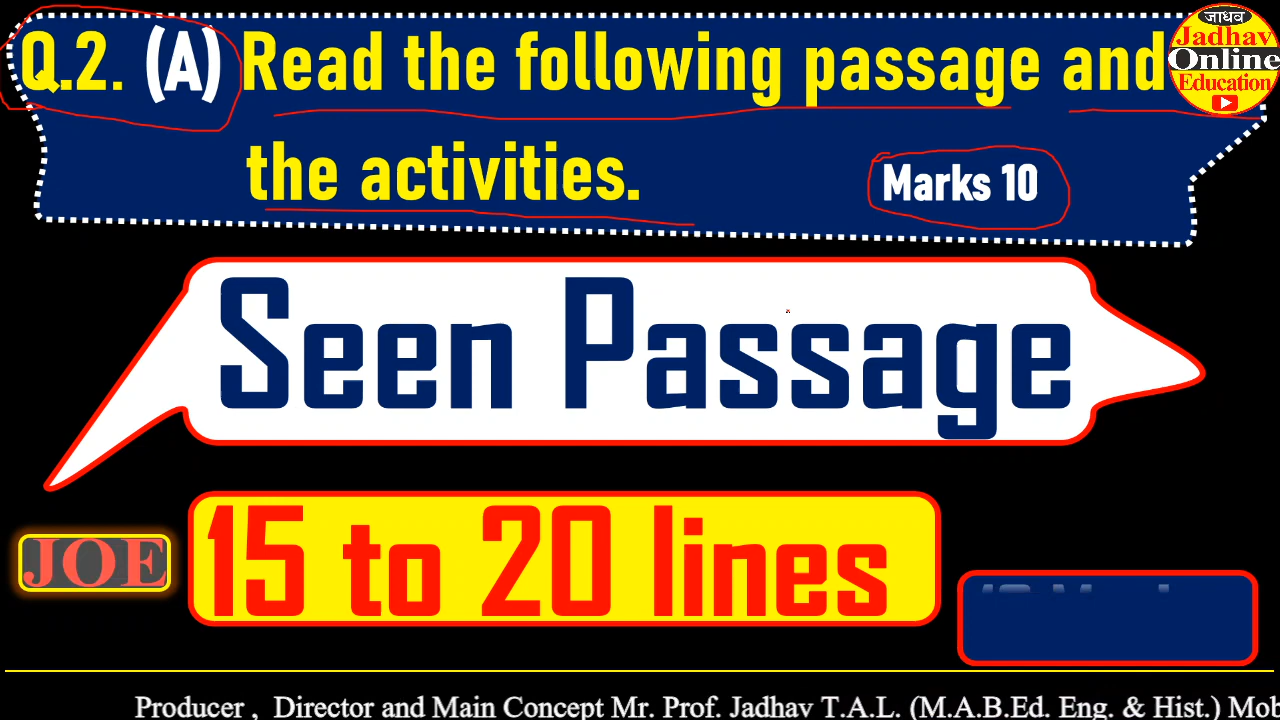 जाधव
Jadhav
Online
Education
Q.2. (A) Read the following passage and
the activities.
Marks 10
Seen Passage
JOE
15 to 20 lines
Producer , Director and Main Concept Mr. Prof. Jadhav T.A.L. (M.A.B.Ed. Eng. & Hist.) Mob